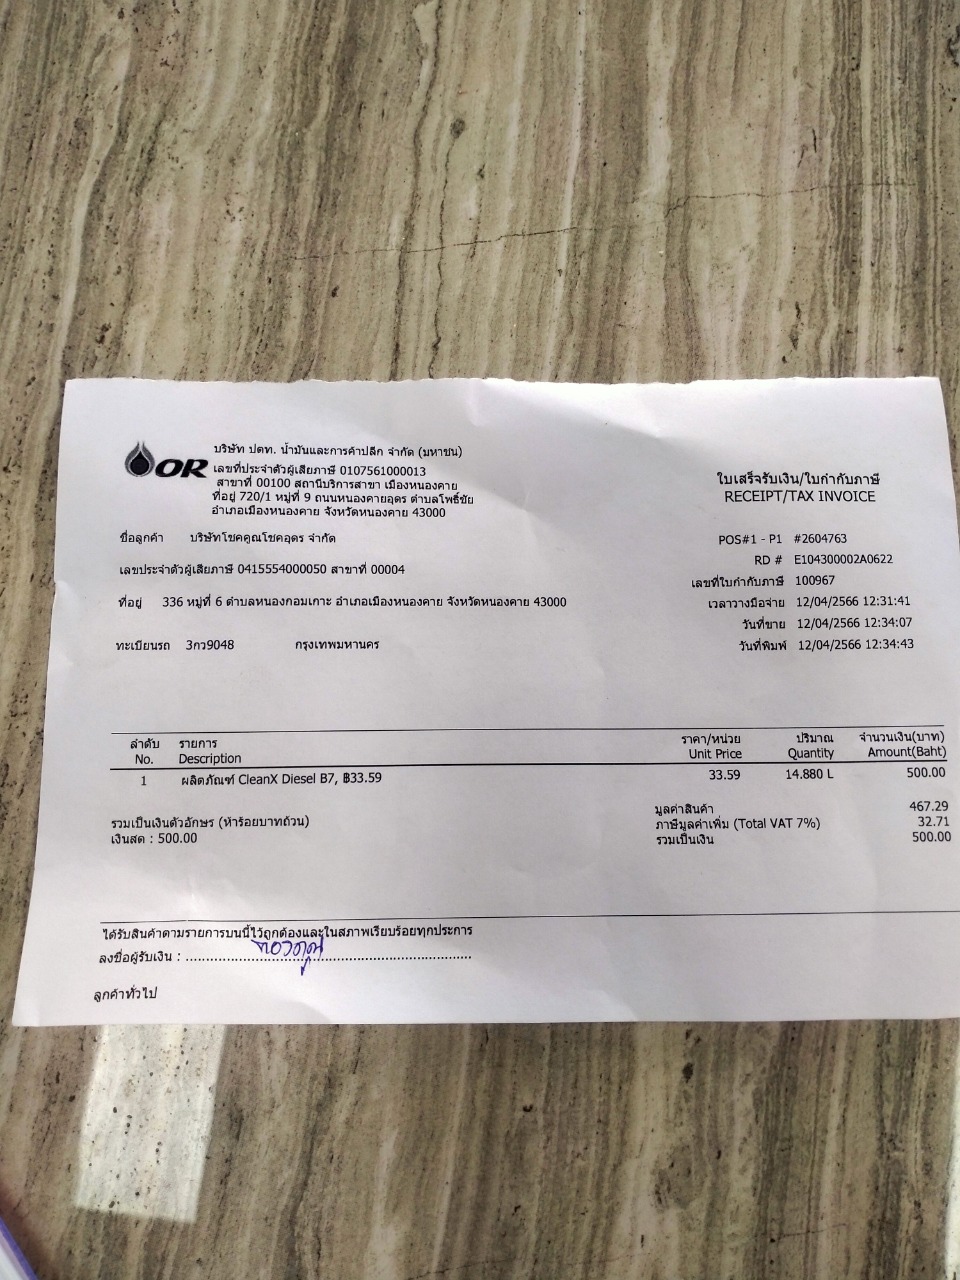 OR
บริษัท ปตท. น้ำมันและการค้าปลีก จำกัด (มหาชน)
เลขที่ประจำตัวผู้เสียภาษี 0107561000013
สาขาที่ 00100 สถานีบริการสาขา เมืองหนองคาย
ที่อยู่ 720/1 หมู่ที่ 9 ถนนหนองคายอุดร ตำบลโพธิ์ชัย
อำเภอเมืองหนองคาย จังหวัดหนองคาย 43000
ใบเสร็จรับเงิน/ใบกำกับภาษี
RECEIPT/TAX INVOICE
ชื่อลูกค้า บริษัทโชคคูณโชคอุดร จำกัด
POS#1 - P1 #2604763
RD # E104300002A0622
เลขประจำตัวผู้เสียภาษี 0415554000050 สาขาที่ 00004
เลขที่ใบกำกับภาษี 100967
ที่อยู่ 336 หมู่ที่ 6 ตำบลหนองกอมเกาะ อำเภอเมืองหนองคาย จังหวัดหนองคาย 43000
เวลาวางมือจ่าย 12/04/2566 12:31:41
วันที่ขาย 12/04/2566 12:34:07
ทะเบียนรถ 3กว9048 กรุงเทพมหานคร
วันที่พิมพ์ 12/04/2566 12:34:43
ลำดับ รายการ ราคา/หน่วย ปริมาณ จำนวนเงิน(บาท)
No. Description Unit Price Quantity Amount(Baht)
1 ผลิตภัณฑ์ CleanX Diesel B7, ฿33.59 33.59 14.880 L 500.00
มูลค่าสินค้า 467.29
รวมเป็นเงินตัวอักษร (ห้าร้อยบาทถ้วน) ภาษีมูลค่าเพิ่ม (Total VAT 7%) 32.71
เงินสด : 500.00 รวมเป็นเงิน 500.00
ได้รับสินค้าตามรายการบนนี้ไว้ถูกต้องและในสภาพเรียบร้อยทุกประการ
ลงชื่อผู้รับเงิน :
ลูกค้าทั่วไป